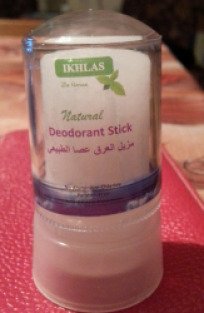 IKHLAS
Natural
Deodorant Stick
مزيل العرق عصا الطبيعي